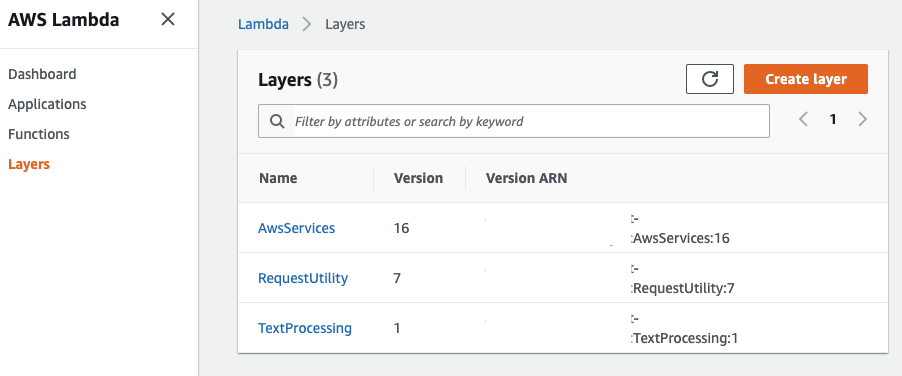 AWS Lambda
Dashboard
Applications
Functions
Layers
Lambda > Layers
Layers (3)
Create layer
Filter by attributes or search by keyword
1
Name Version Version ARN
AwsServices 16 t-
:AwsServices:16
RequestUtility 7 t-
:RequestUtility:7
TextProcessing 1 t-
:TextProcessing:1